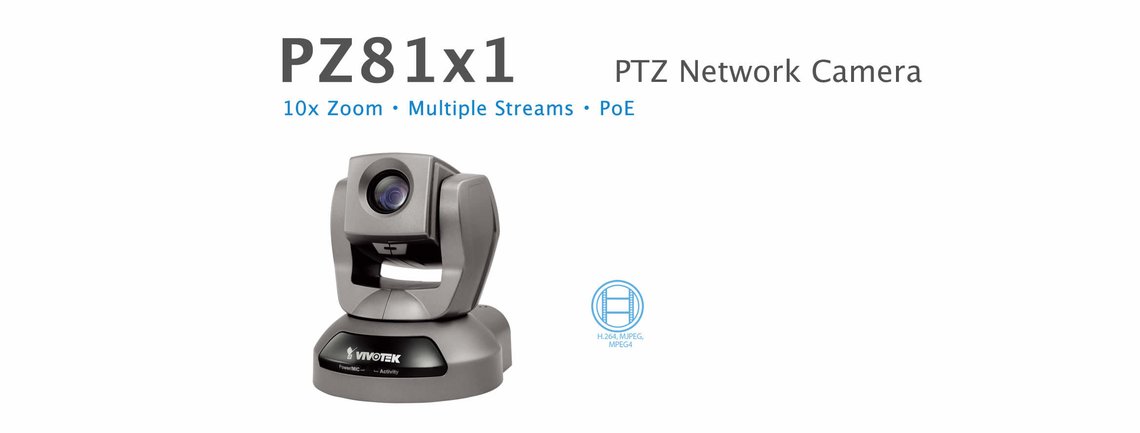 PZ81x1
PTZ Network Camera
10x Zoom • Multiple Streams • PoE
VIVOTEK
Power/MIC
Activity
H.264, MJPEG,
MPEG4